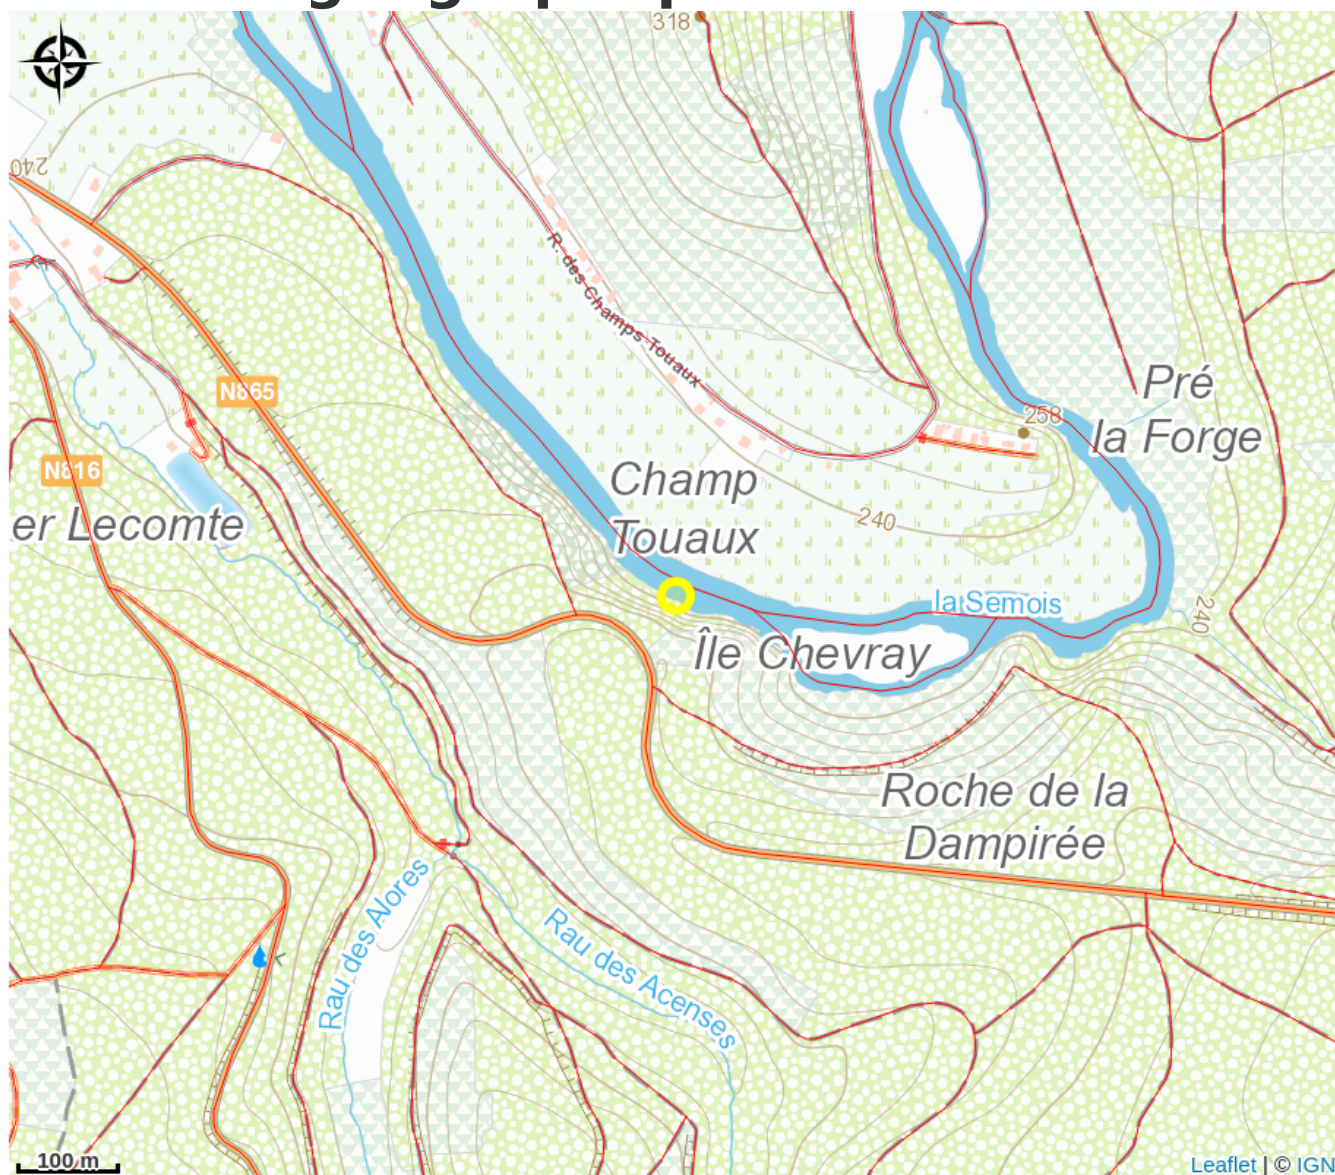 318
240
R. des Champs Touaux
N865
Pré
la Forge
258
N816
Champ
Touaux
er Lecomte
240
la Semois
240
Île Chevray
Roche de la
Dampirée
Rau des Alores
Rau des Acenses
100 m
Leaflet | © IGN